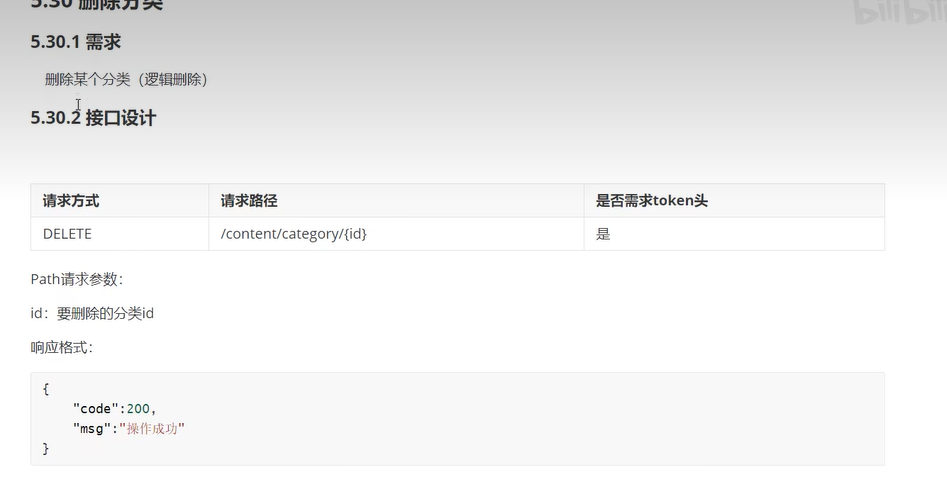 5.30 删除分类
bilibili
5.30.1 需求
删除某个分类（逻辑删除）
5.30.2 接口设计
请求方式 请求路径 是否需求token头
DELETE /content/category/{id} 是
Path请求参数：
id：要删除的分类id
响应格式：
{
"code":200,
"msg":"操作成功"
}